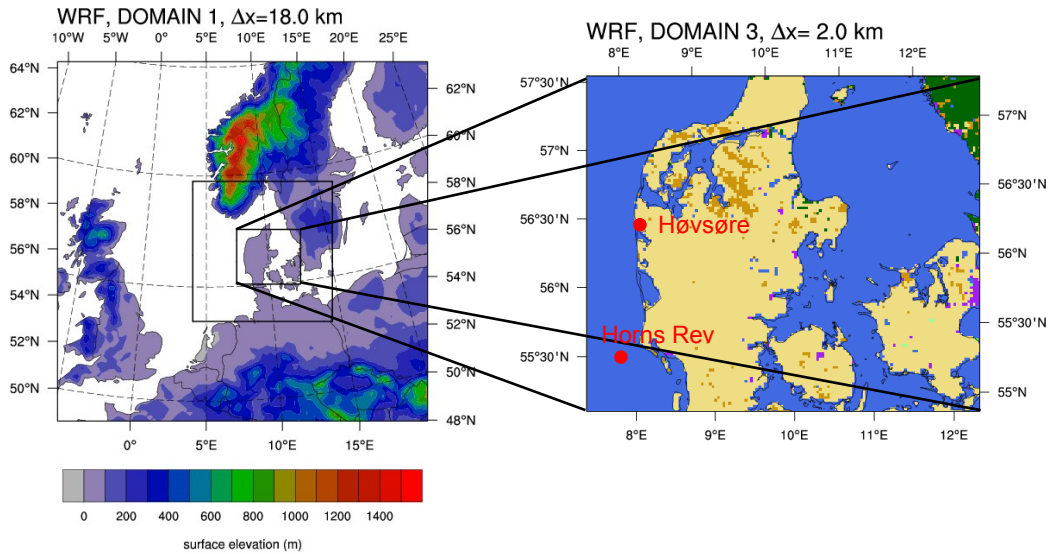 WRF, DOMAIN 1, Δx=18.0 km
10°W 5°W 0°E 5°E 10°E 15°E 20°E 25°E
64°N
62°N
60°N
58°N
56°N
54°N
52°N
50°N
62°N
60°N
58°N
56°N
54°N
52°N
50°N
48°N
0°E 5°E 10°E 15°E
0 200 400 600 800 1000 1200 1400
surface elevation (m)
WRF, DOMAIN 3, Δx= 2.0 km
8°E 8°E 9°E 10°E 11°E 12°E
57°30'N
57°N
56°30'N
56°N
55°30'N
57°N
56°30'N
56°N
55°30'N
55°N
Høvsøre
Horns Rev
8°E 9°E 10°E 11°E 12°E